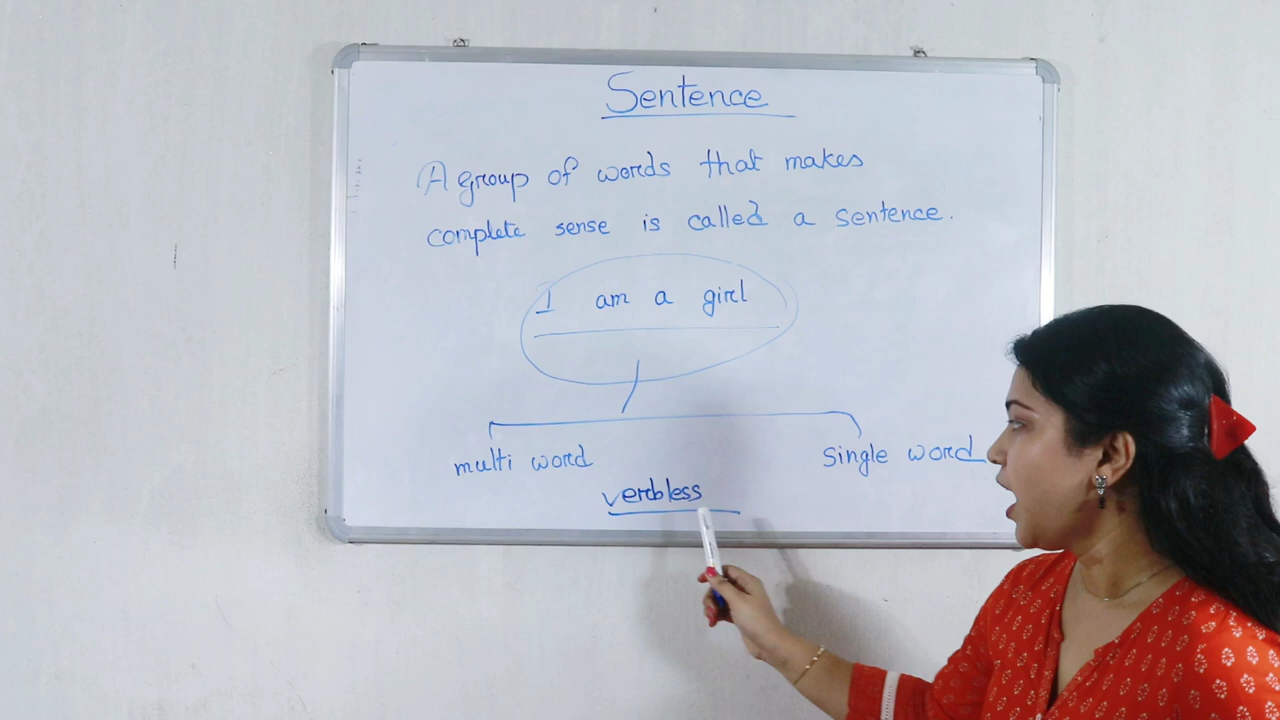 Sentence
A group of words that makes
complete sense is called a sentence.
I am a girl
multi word
single word
verbless